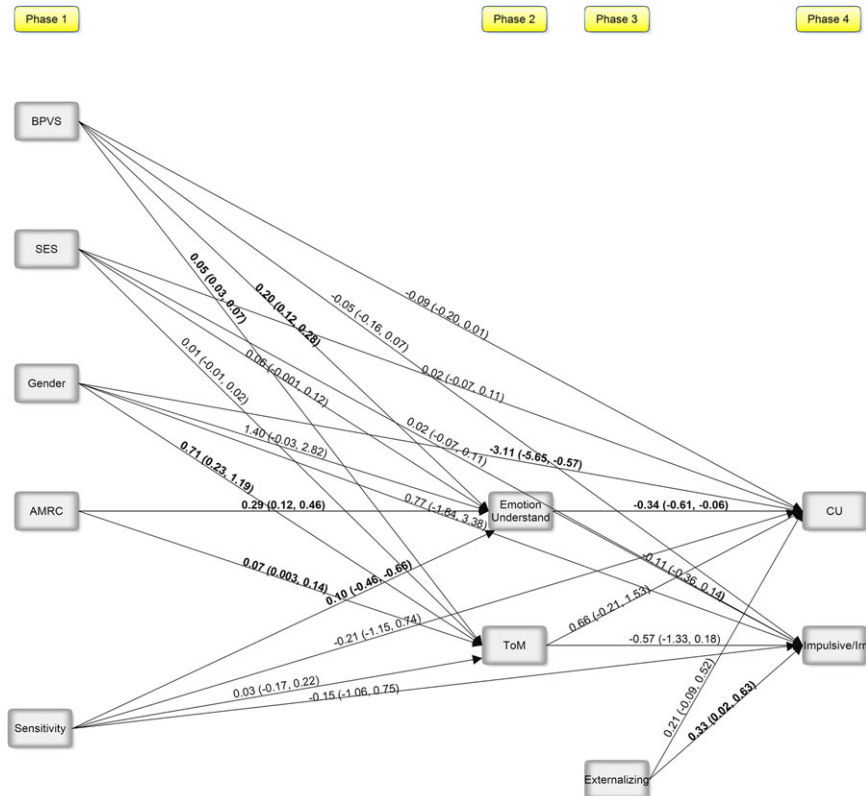 Phase 1
Phase 2
Phase 3
Phase 4
BPVS
SES
Gender
AMRC
Sensitivity
Emotion
Understand
ToM
Externalizing
CU
Impulsive/Irr
0.05 (0.03, 0.07)
0.20 (0.12, 0.28)
-0.05 (-0.16, 0.07)
-0.09 (-0.20, 0.01)
0.01 (-0.01, 0.02)
0.06 (-0.001, 0.12)
0.02 (-0.07, 0.11)
0.02 (-0.07, 0.11)
0.71 (0.23, 1.19)
1.40 (-0.03, 2.82)
0.77 (-1.84, 3.38)
-3.11 (-5.65, -0.57)
0.29 (0.12, 0.46)
0.07 (0.003, 0.14)
0.10 (-0.46, -0.66)
-0.21 (-1.15, 0.74)
0.03 (-0.17, 0.22)
-0.15 (-1.06, 0.75)
-0.34 (-0.61, -0.06)
-0.11 (-0.36, 0.14)
0.66 (-0.21, 1.53)
-0.57 (-1.33, 0.18)
0.21 (-0.09, 0.52)
0.33 (0.02, 0.63)